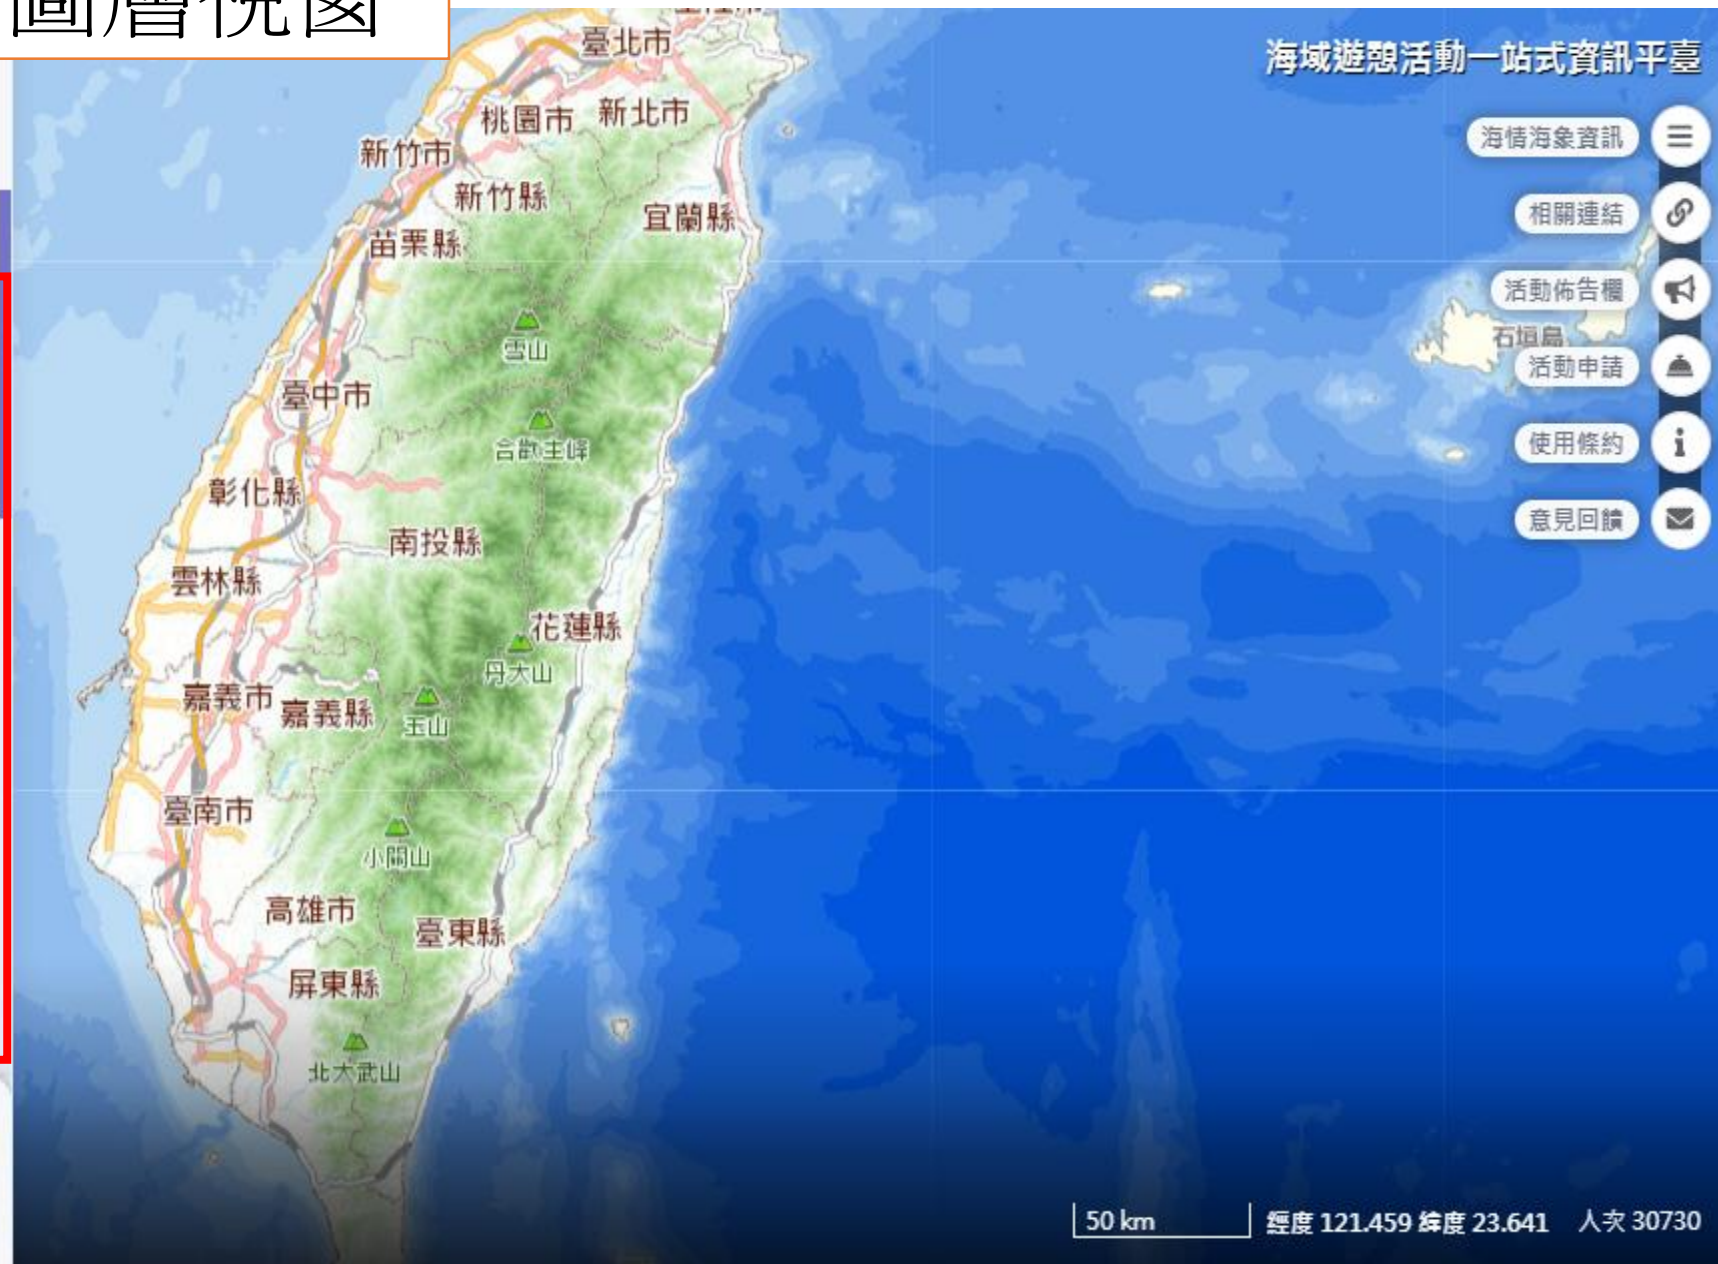 圖層視窗
海域遊憩活動一站式資訊平臺
臺北市
桃園市
新北市
新竹市
新竹縣
宜蘭縣
苗栗縣
海情海象資訊
相關連結
活動佈告欄
石垣島
活動申請
使用條約
意見回饋
雪山
臺中市
合歡主峰
彰化縣
南投縣
雲林縣
花蓮縣
丹大山
嘉義市
嘉義縣
玉山
臺南市
小關山
高雄市
臺東縣
屏東縣
北大武山
50 km
經度 121.459 緯度 23.641
人次 30730